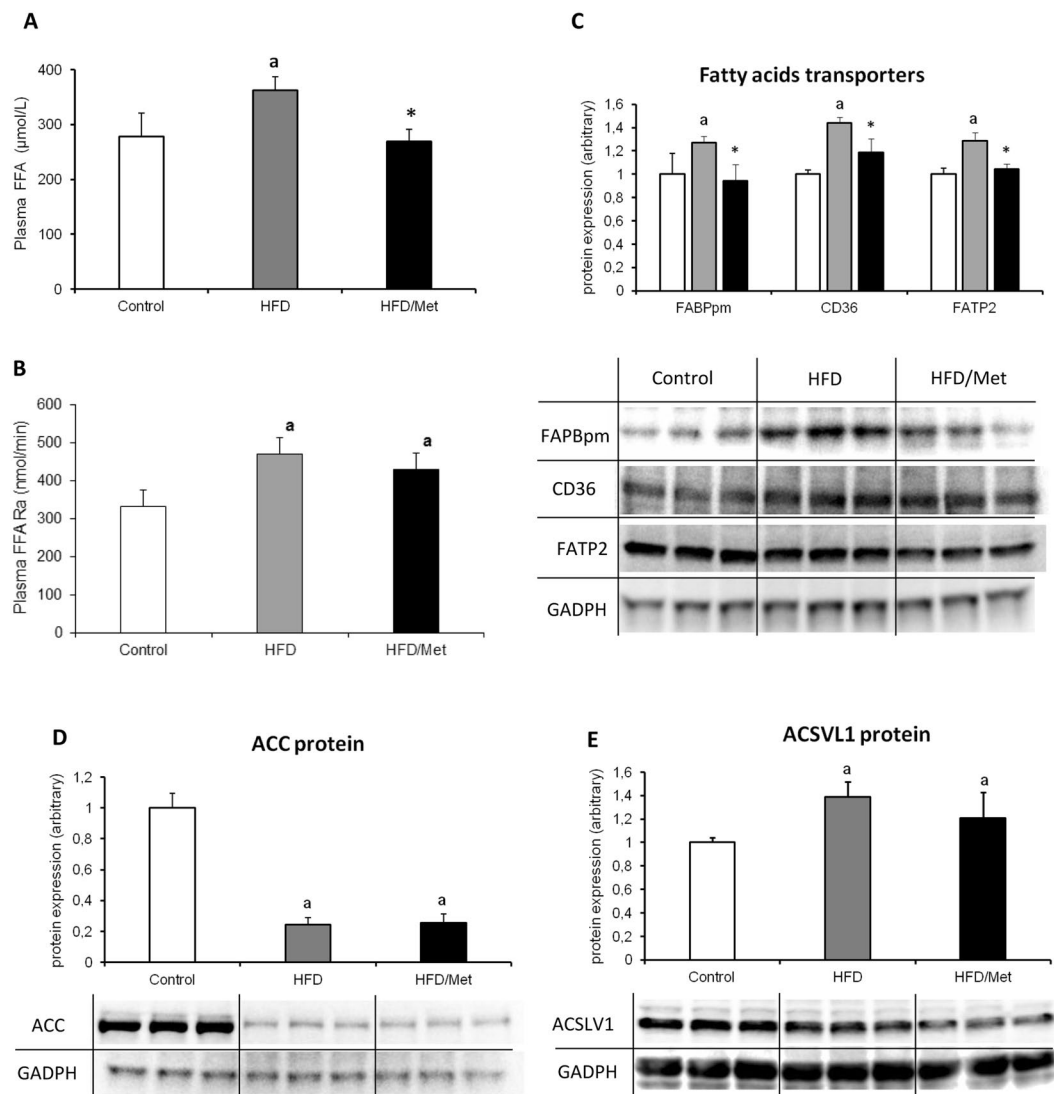 A
Plasma FFA (µmol/L)
400
300
200
100
0
a
*
Control HFD HFD/Met
B
Plasma FFA Ra (nmol/min)
600
500
400
300
200
100
0
a
a
Control HFD HFD/Met
C
Fatty acids transporters
protein expression (arbitrary)
1,6
1,4
1,2
1
0,8
0,6
0,4
0,2
0
a * a * a *
FABPpm CD36 FATP2
Control HFD HFD/Met
FAPBpm
CD36
FATP2
GADPH
D
ACC protein
protein expression (arbitrary)
1,2
1
0,8
0,6
0,4
0,2
0
a a
Control HFD HFD/Met
ACC
GADPH
E
ACSVL1 protein
protein expression (arbitrary)
1,6
1,4
1,2
1
0,8
0,6
0,4
0,2
0
a a
Control HFD HFD/Met
ACSLV1
GADPH